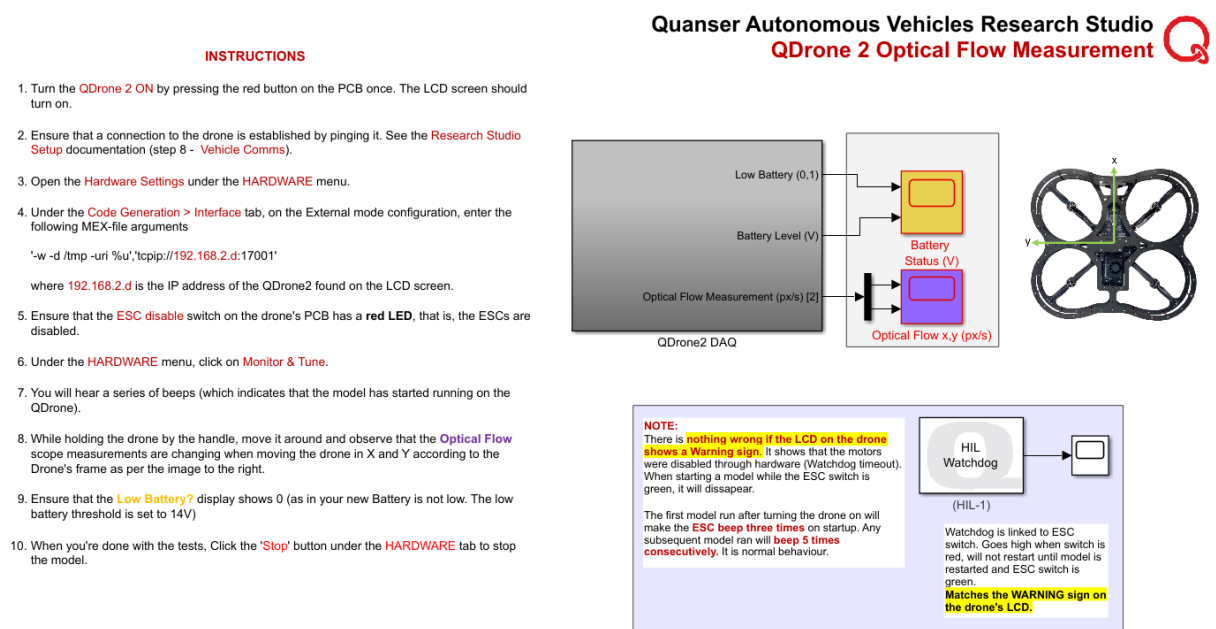 Quanser Autonomous Vehicles Research Studio
QDrone 2 Optical Flow Measurement
INSTRUCTIONS
1. Turn the QDrone 2 ON by pressing the red button on the PCB once. The LCD screen should
turn on.
2. Ensure that a connection to the drone is established by pinging it. See the Research Studio
Setup documentation (step 8 -  Vehicle Comms).
3. Open the Hardware Settings under the HARDWARE menu.
4. Under the Code Generation > Interface tab, on the External mode configuration, enter the
following MEX-file arguments
'-w -d /tmp -uri %u','tcpip://192.168.2.d:17001'
where 192.168.2.d is the IP address of the QDrone2 found on the LCD screen.
5. Ensure that the ESC disable switch on the drone's PCB has a red LED, that is, the ESCs are
disabled.
6. Under the HARDWARE menu, click on Monitor & Tune.
7. You will hear a series of beeps (which indicates that the model has started running on the
QDrone).
8. While holding the drone by the handle, move it around and observe that the Optical Flow
scope measurements are changing when moving the drone in X and Y according to the
Drone's frame as per the image to the right.
9. Ensure that the Low Battery? display shows 0 (as in your new Battery is not low. The low
battery threshold is set to 14V)
10. When you're done with the tests, Click the 'Stop' button under the HARDWARE tab to stop
the model.
Low Battery (0,1)
Battery Level (V)
Optical Flow Measurement (px/s) [2]
QDrone2 DAQ
Battery
Status (V)
Optical Flow x,y (px/s)
x
y
NOTE:
There is nothing wrong if the LCD on the drone
shows a Warning sign. It shows that the motors
were disabled through hardware (Watchdog timeout).
When starting a model while the ESC switch is
green, it will dissapear.
The first model run after turning the drone on will
make the ESC beep three times on startup. Any
subsequent model ran will beep 5 times
consecutively. It is normal behaviour.
HIL
Watchdog
(HIL-1)
Watchdog is linked to ESC
switch. Goes high when switch is
red, will not restart until model is
restarted and ESC switch is
green.
Matches the WARNING sign on
the drone's LCD.